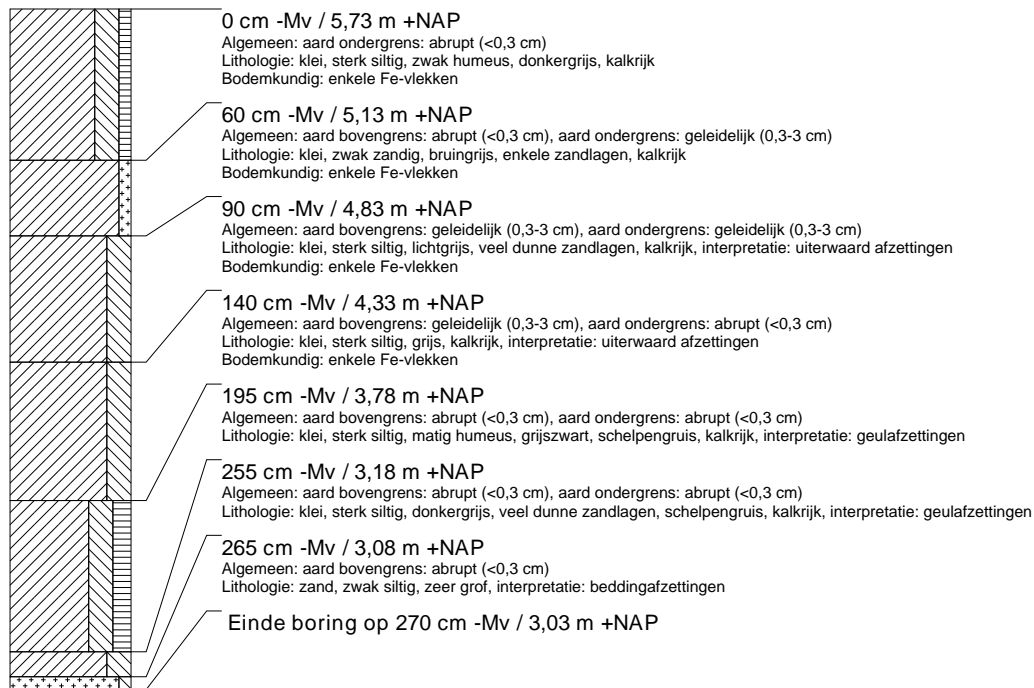 0 cm -Mv / 5,73 m +NAP
Algemeen: aard ondergrens: abrupt (<0,3 cm)
Lithologie: klei, sterk siltig, zwak humeus, donkergrijs, kalkrijk
Bodemkundig: enkele Fe-vlekken
60 cm -Mv / 5,13 m +NAP
Algemeen: aard bovengrens: abrupt (<0,3 cm), aard ondergrens: geleidelijk (0,3-3 cm)
Lithologie: klei, zwak zandig, bruingrijs, enkele zandlagen, kalkrijk
Bodemkundig: enkele Fe-vlekken
90 cm -Mv / 4,83 m +NAP
Algemeen: aard bovengrens: geleidelijk (0,3-3 cm), aard ondergrens: geleidelijk (0,3-3 cm)
Lithologie: klei, sterk siltig, lichtgrijs, veel dunne zandlagen, kalkrijk, interpretatie: uiterwaard afzettingen
Bodemkundig: enkele Fe-vlekken
140 cm -Mv / 4,33 m +NAP
Algemeen: aard bovengrens: geleidelijk (0,3-3 cm), aard ondergrens: abrupt (<0,3 cm)
Lithologie: klei, sterk siltig, grijs, kalkrijk, interpretatie: uiterwaard afzettingen
Bodemkundig: enkele Fe-vlekken
195 cm -Mv / 3,78 m +NAP
Algemeen: aard bovengrens: abrupt (<0,3 cm), aard ondergrens: abrupt (<0,3 cm)
Lithologie: klei, sterk siltig, matig humeus, grijszwart, schelpengruis, kalkrijk, interpretatie: geulafzettingen
255 cm -Mv / 3,18 m +NAP
Algemeen: aard bovengrens: abrupt (<0,3 cm), aard ondergrens: abrupt (<0,3 cm)
Lithologie: klei, sterk siltig, donkergrijs, veel dunne zandlagen, schelpengruis, kalkrijk, interpretatie: geulafzettingen
265 cm -Mv / 3,08 m +NAP
Algemeen: aard bovengrens: abrupt (<0,3 cm)
Lithologie: zand, zwak siltig, zeer grof, interpretatie: beddingafzettingen
Einde boring op 270 cm -Mv / 3,03 m +NAP